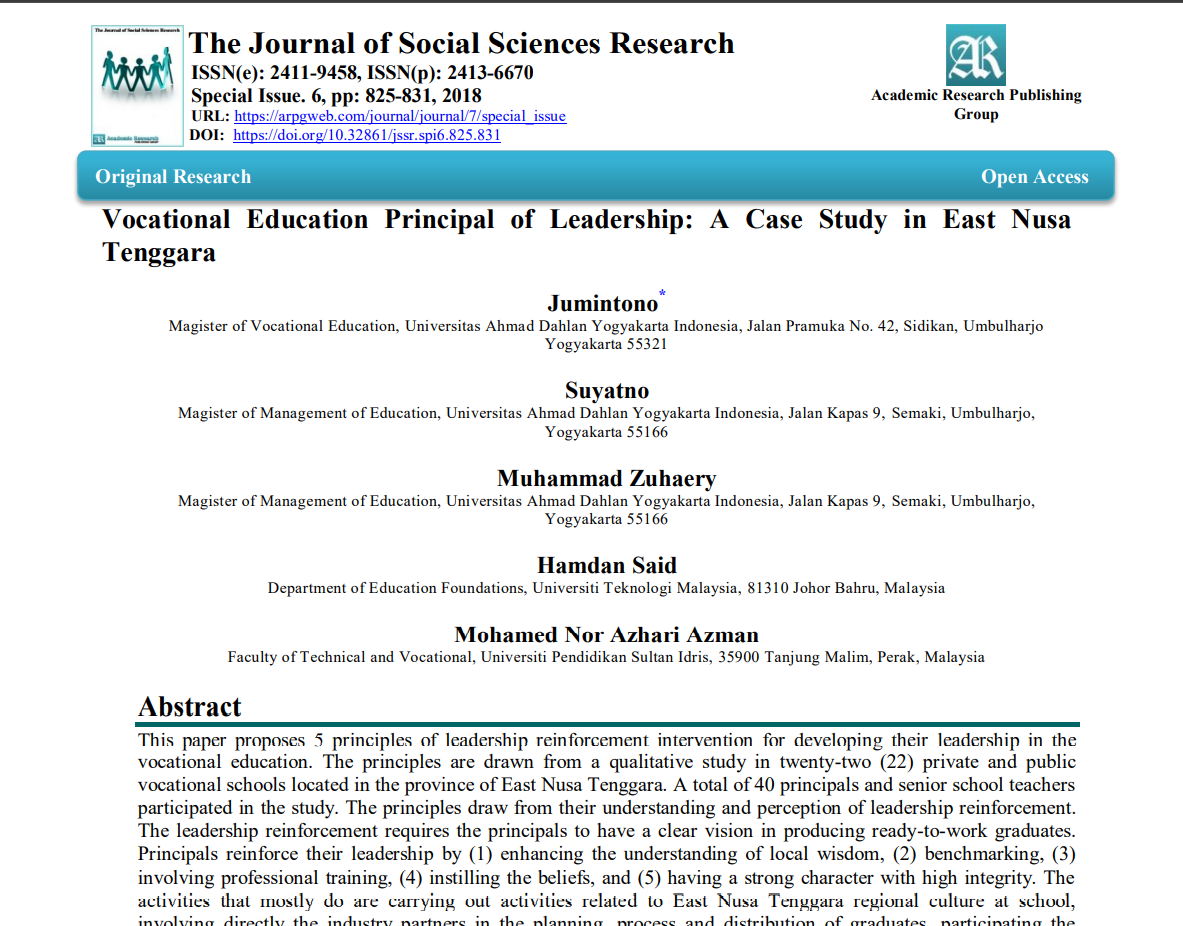 The Journal of Social Sciences Research
The Journal of Social Sciences Research
ISSN(e): 2411-9458, ISSN(p): 2413-6670
Special Issue. 6, pp: 825-831, 2018
URL: https://arpgweb.com/journal/journal/7/special_issue
DOI: https://doi.org/10.32861/jssr.spi6.825.831
Academic Research
AR
Academic Research Publishing
Group
Original Research
Open Access
Vocational Education Principal of Leadership: A Case Study in East Nusa
Tenggara
Jumintono*
Magister of Vocational Education, Universitas Ahmad Dahlan Yogyakarta Indonesia, Jalan Pramuka No. 42, Sidikan, Umbulharjo
Yogyakarta 55321
Suyatno
Magister of Management of Education, Universitas Ahmad Dahlan Yogyakarta Indonesia, Jalan Kapas 9, Semaki, Umbulharjo,
Yogyakarta 55166
Muhammad Zuhaery
Magister of Management of Education, Universitas Ahmad Dahlan Yogyakarta Indonesia, Jalan Kapas 9, Semaki, Umbulharjo,
Yogyakarta 55166
Hamdan Said
Department of Education Foundations, Universiti Teknologi Malaysia, 81310 Johor Bahru, Malaysia
Mohamed Nor Azhari Azman
Faculty of Technical and Vocational, Universiti Pendidikan Sultan Idris, 35900 Tanjung Malim, Perak, Malaysia
Abstract
This paper proposes 5 principles of leadership reinforcement intervention for developing their leadership in the
vocational education. The principles are drawn from a qualitative study in twenty-two (22) private and public
vocational schools located in the province of East Nusa Tenggara. A total of 40 principals and senior school teachers
participated in the study. The principles draw from their understanding and perception of leadership reinforcement.
The leadership reinforcement requires the principals to have a clear vision in producing ready-to-work graduates.
Principals reinforce their leadership by (1) enhancing the understanding of local wisdom, (2) benchmarking, (3)
involving professional training, (4) instilling the beliefs, and (5) having a strong character with high integrity. The
activities that mostly do are carrying out activities related to East Nusa Tenggara regional culture at school,
involving directly the industry partners in the planning, process and distribution of graduates, participating the